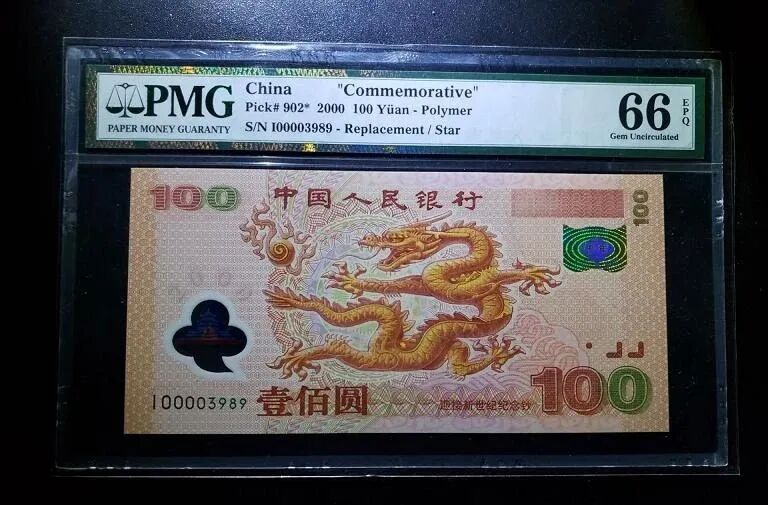 PMG
PAPER MONEY GUARANTY
China "Commemorative"
Pick# 902* 2000 100 Yüan - Polymer
S/N I00003989 - Replacement / Star
66 EPQ
Gem Uncirculated
100 中国人民银行
100
I00003989 壹佰圆
100
迎接新世纪纪念钞